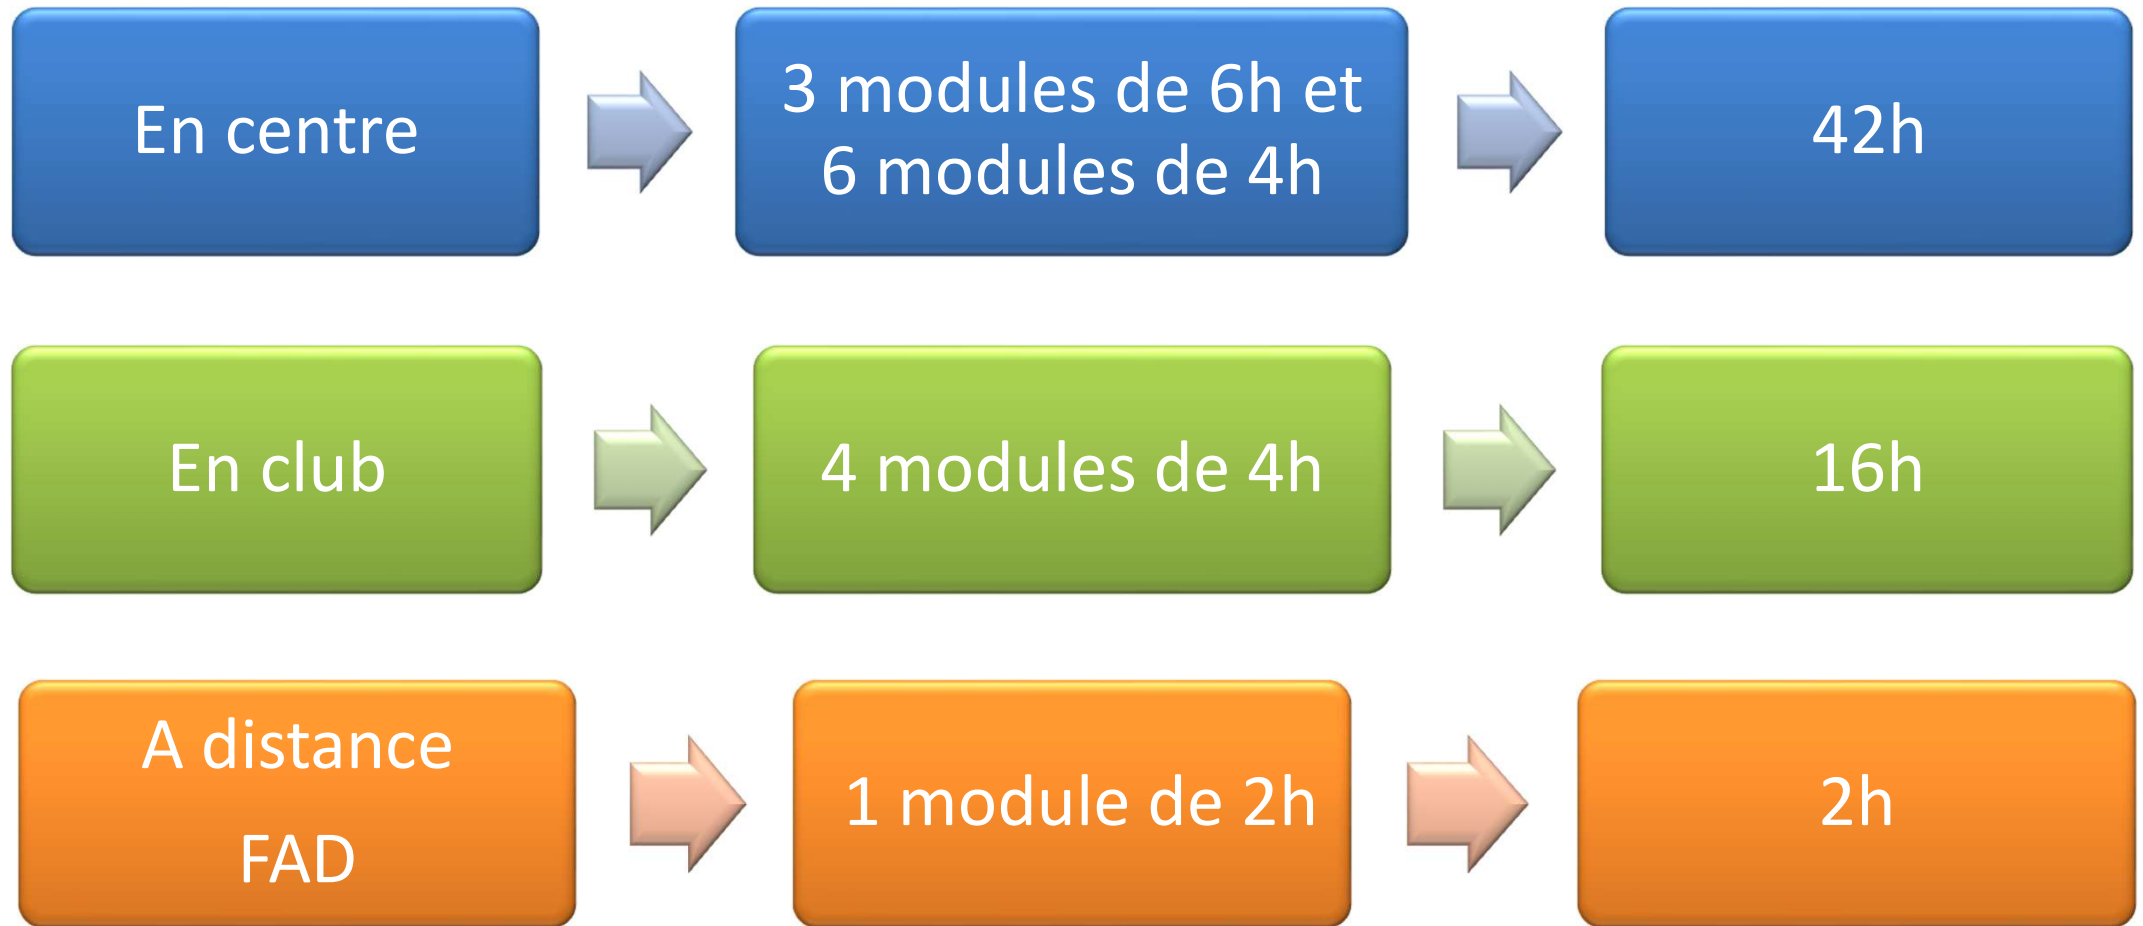 En centre
3 modules de 6h et
6 modules de 4h
42h
En club
4 modules de 4h
16h
A distance
FAD
1 module de 2h
2h